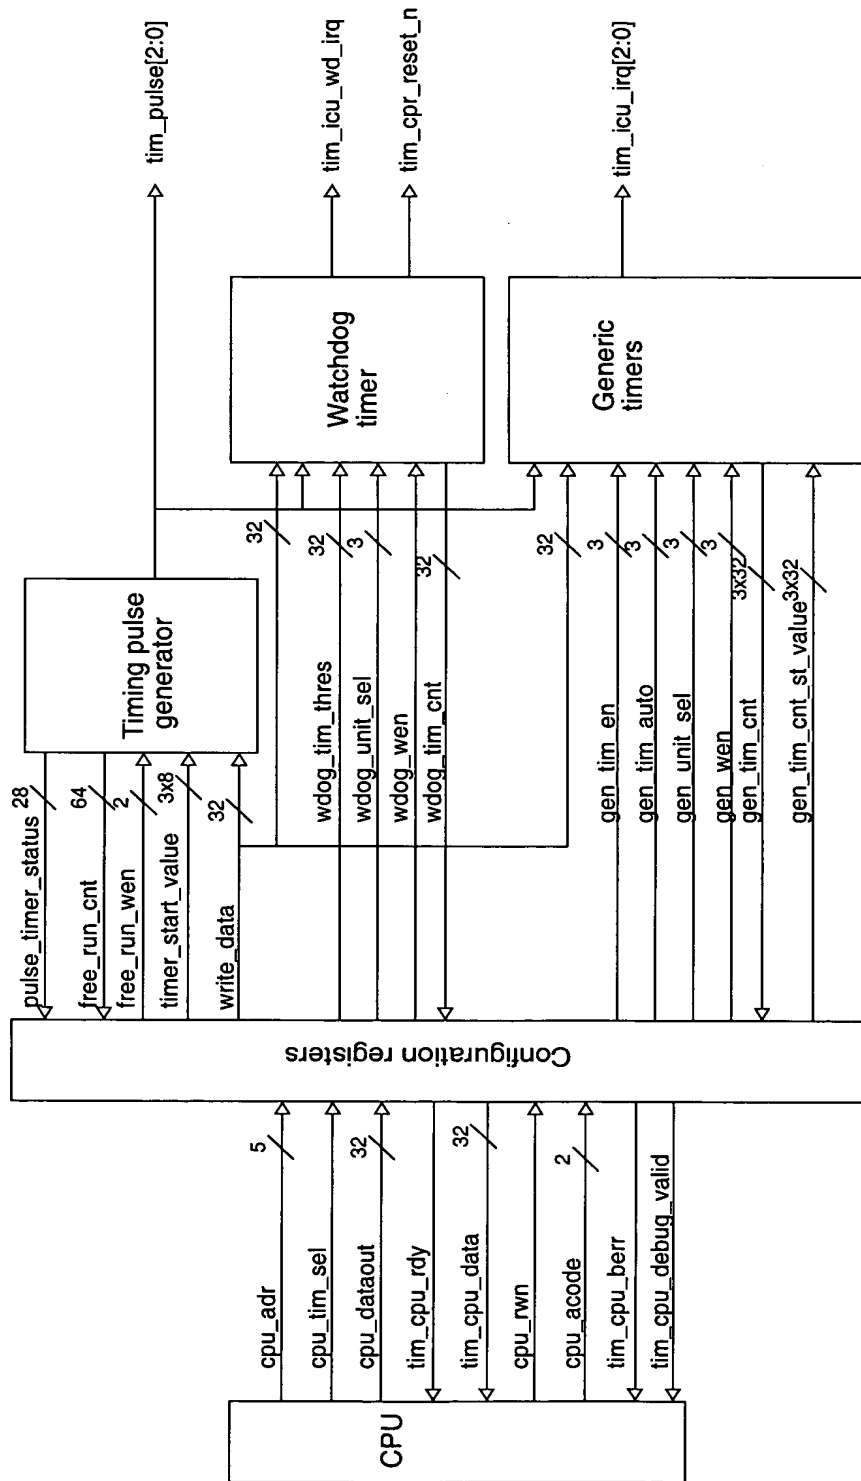 CPU
cpu_adr
5
cpu_tim_sel
cpu_dataout
32
tim_cpu_rdy
tim_cpu_data
32
cpu_rwn
cpu_acode
2
tim_cpu_berr
tim_cpu_debug_valid
Configuration registers
pulse_timer_status
28
free_run_cnt
64
free_run_wen
2
timer_start_value
3x8
write_data
32
Timing pulse
generator
tim_pulse[2:0]
32
wdog_tim_thres
32
wdog_unit_sel
3
wdog_wen
wdog_tim_cnt
32
Watchdog
timer
tim_icu_wd_irq
tim_cpr_reset_n
32
gen_tim_en
3
gen_tim_auto
3
gen_unit_sel
3
gen_wen
3
gen_tim_cnt
3x32
gen_tim_cnt_st_value
3x32
Generic
timers
tim_icu_irq[2:0]